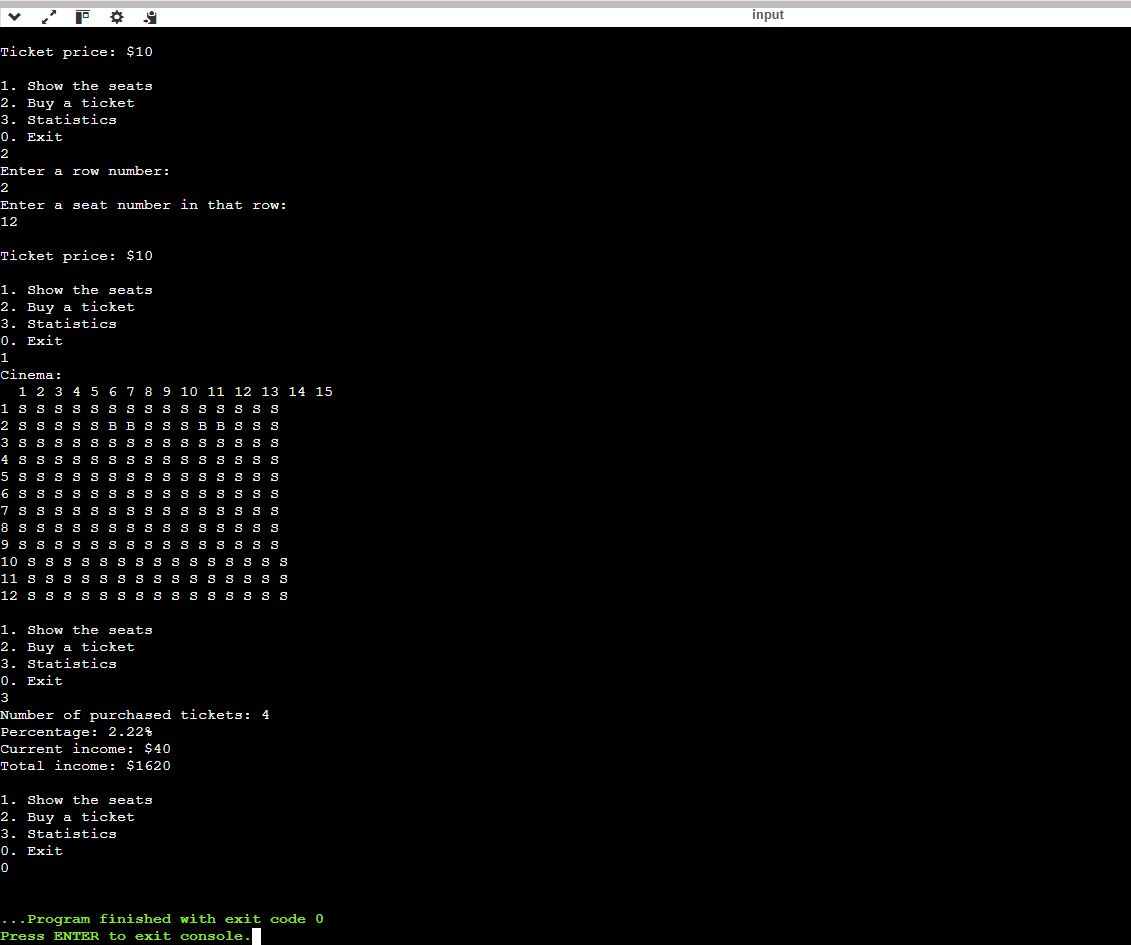 input
Ticket price: $10
1. Show the seats
2. Buy a ticket
3. Statistics
0. Exit
2
Enter a row number:
2
Enter a seat number in that row:
12
Ticket price: $10
1. Show the seats
2. Buy a ticket
3. Statistics
0. Exit
1
Cinema:
  1 2 3 4 5 6 7 8 9 10 11 12 13 14 15
1 S S S S S S S S S S S S S S S
2 S S S S S B B S S S B B S S S
3 S S S S S S S S S S S S S S S
4 S S S S S S S S S S S S S S S
5 S S S S S S S S S S S S S S S
6 S S S S S S S S S S S S S S S
7 S S S S S S S S S S S S S S S
8 S S S S S S S S S S S S S S S
9 S S S S S S S S S S S S S S S
10 S S S S S S S S S S S S S S S
11 S S S S S S S S S S S S S S S
12 S S S S S S S S S S S S S S S
1. Show the seats
2. Buy a ticket
3. Statistics
0. Exit
3
Number of purchased tickets: 4
Percentage: 2.22%
Current income: $40
Total income: $1620
1. Show the seats
2. Buy a ticket
3. Statistics
0. Exit
0
...Program finished with exit code 0
Press ENTER to exit console.